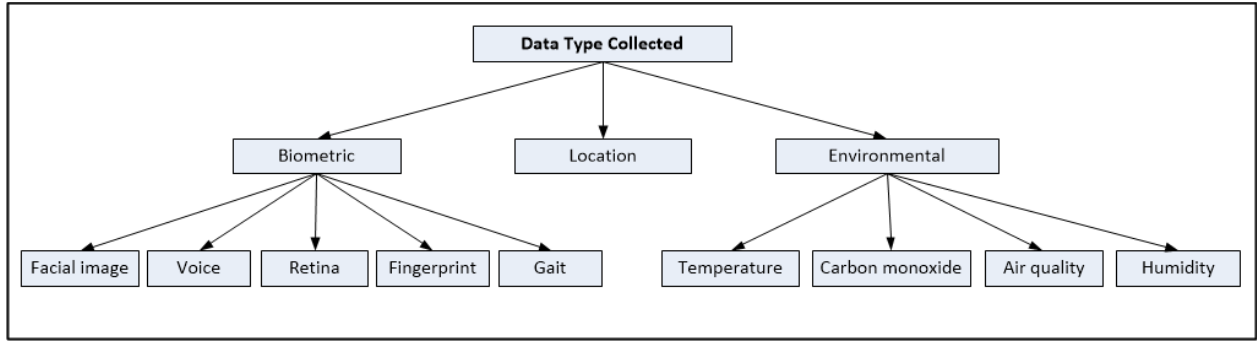 Data Type Collected
Biometric
Location
Environmental
Facial image
Voice
Retina
Fingerprint
Gait
Temperature
Carbon monoxide
Air quality
Humidity